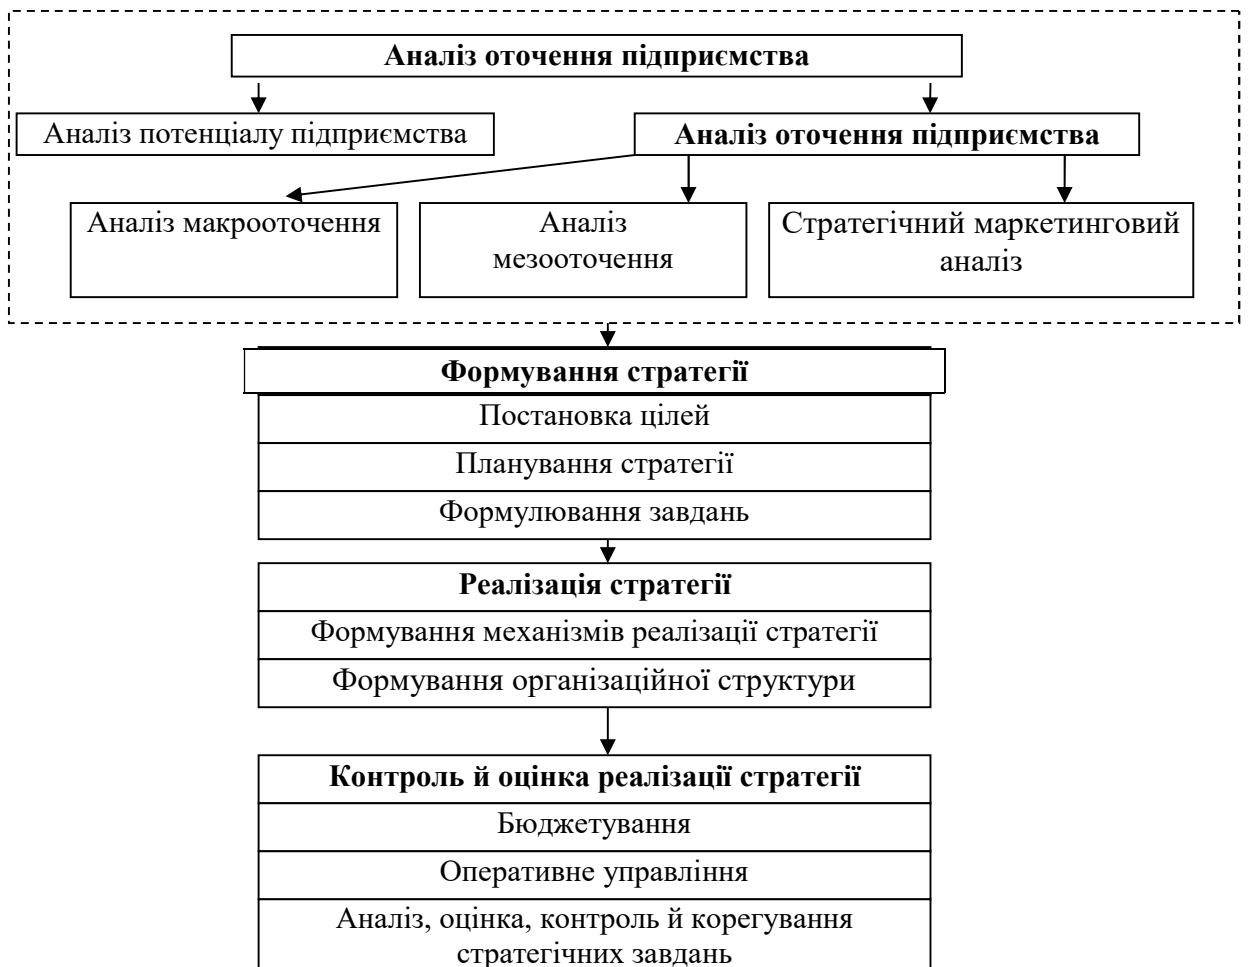 Аналіз оточення підприємства
Аналіз потенціалу підприємства
Аналіз оточення підприємства
Аналіз макрооточення
Аналіз
мезооточення
Стратегічний маркетинговий
аналіз
Формування стратегії
Постановка цілей
Планування стратегії
Формулювання завдань
Реалізація стратегії
Формування механізмів реалізації стратегії
Формування організаційної структури
Контроль й оцінка реалізації стратегії
Бюджетування
Оперативне управління
Аналіз, оцінка, контроль й корегування
стратегічних завдань